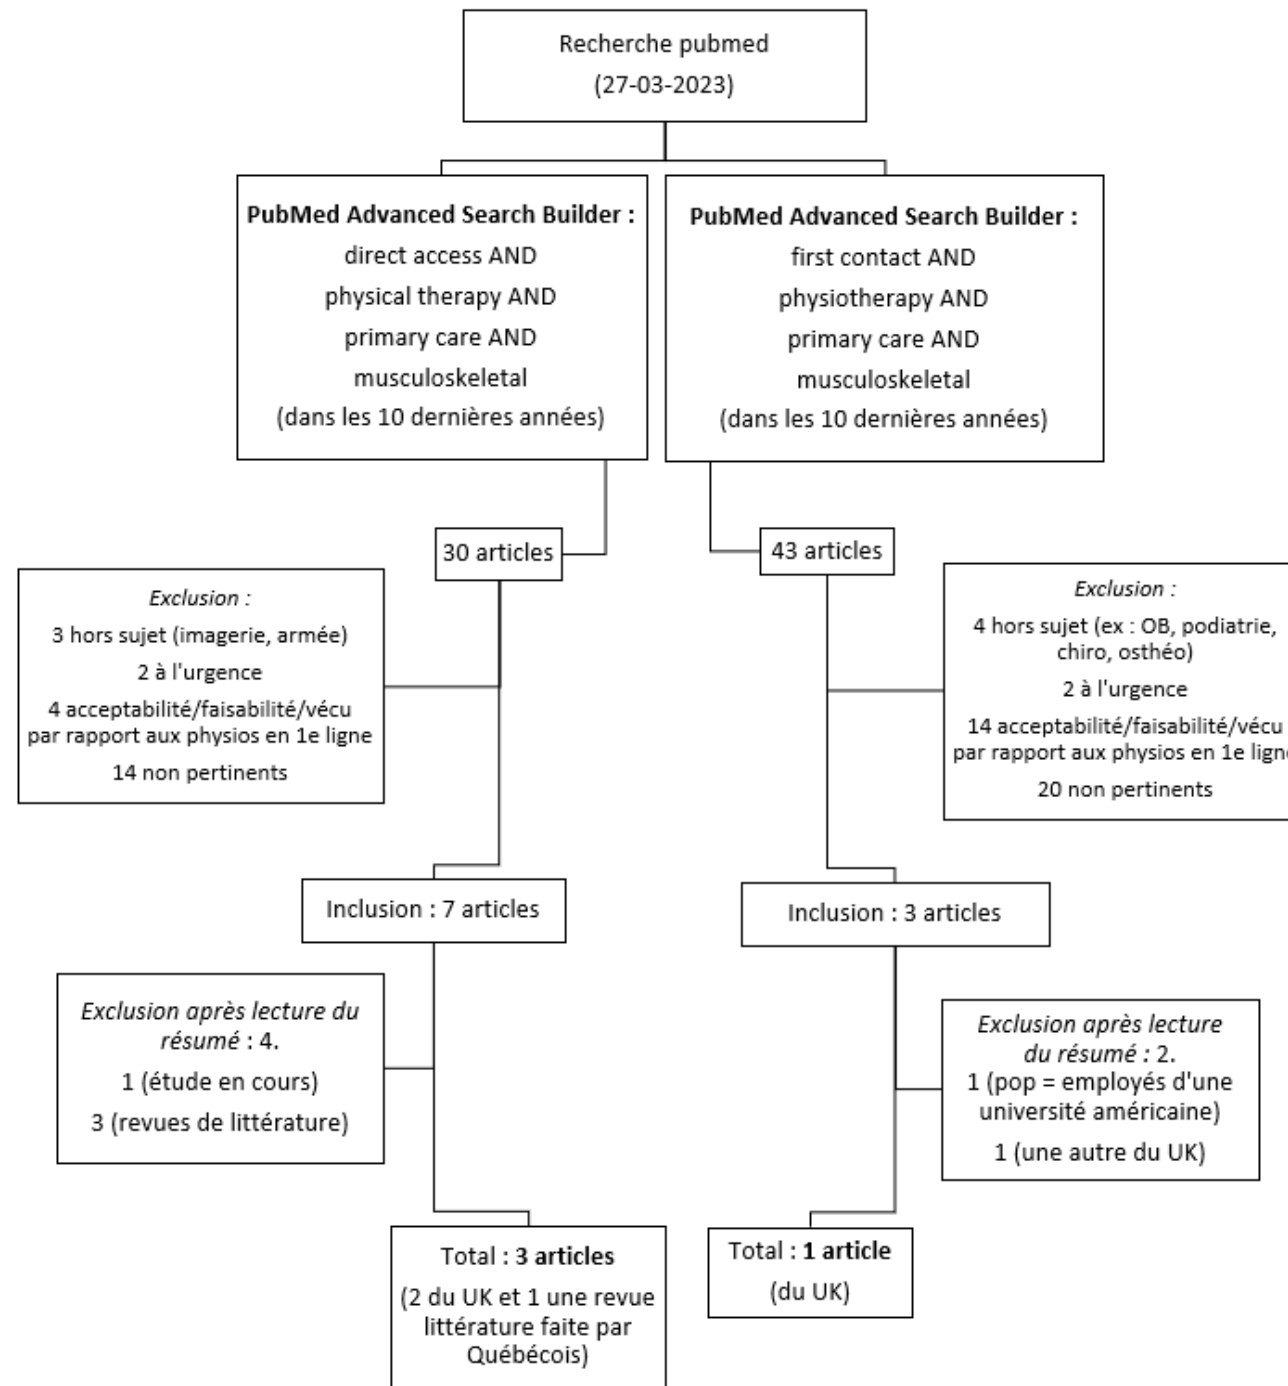 Recherche pubmed
(27-03-2023)
PubMed Advanced Search Builder :
direct access AND
physical therapy AND
primary care AND
musculoskeletal
(dans les 10 dernières années)
PubMed Advanced Search Builder :
first contact AND
physiotherapy AND
primary care AND
musculoskeletal
(dans les 10 dernières années)
30 articles
43 articles
Exclusion :
3 hors sujet (imagerie, armée)
2 à l'urgence
4 acceptabilité/faisabilité/vécu
par rapport aux physios en 1e ligne
14 non pertinents
Exclusion :
4 hors sujet (ex : OB, podiatrie,
chiro, osthéo)
2 à l'urgence
14 acceptabilité/faisabilité/vécu
par rapport aux physios en 1e ligne
20 non pertinents
Inclusion : 7 articles
Inclusion : 3 articles
Exclusion après lecture du
résumé : 4.
1 (étude en cours)
3 (revues de littérature)
Exclusion après lecture
du résumé : 2.
1 (pop = employés d'une
université américaine)
1 (une autre du UK)
Total : 3 articles
(2 du UK et 1 une revue
littérature faite par
Québécois)
Total : 1 article
(du UK)